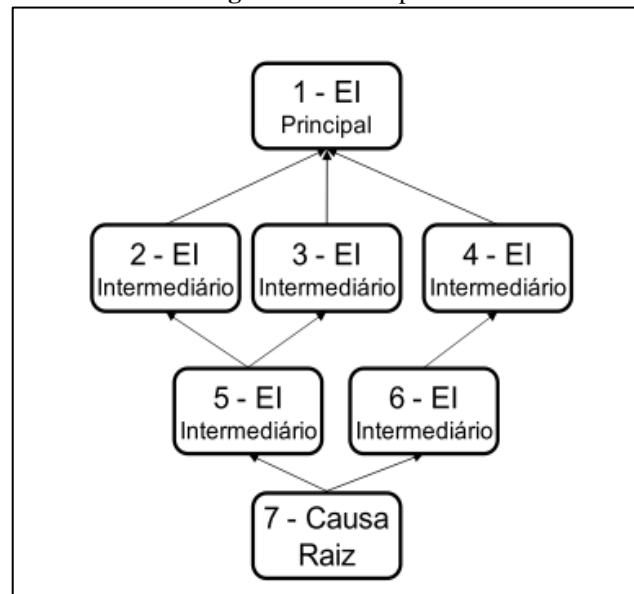 1 - EI
Principal
2 - EI
Intermediário
3 - EI
Intermediário
4 - EI
Intermediário
5 - EI
Intermediário
6 - EI
Intermediário
7 - Causa
Raiz